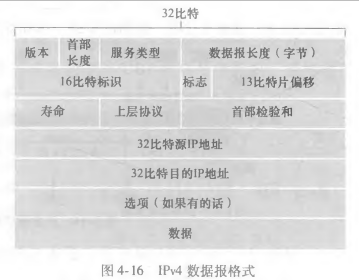 32比特
版本 首部长度 服务类型 数据报长度（字节）
16比特标识 标志 13比特片偏移
寿命 上层协议 首部检验和
32比特源IP地址
32比特目的IP地址
选项（如果有的话）
数据
图4-16 IPv4 数据报格式